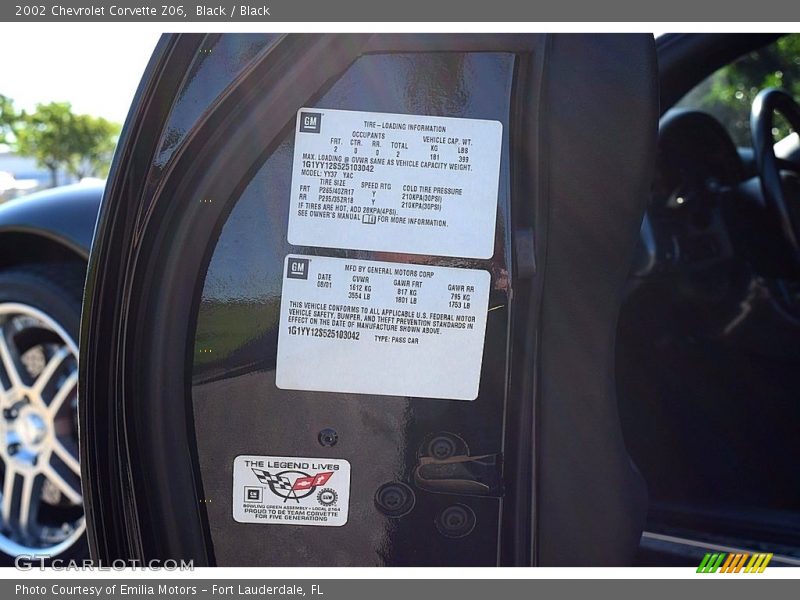 2002 Chevrolet Corvette Z06,  Black / Black
GM
TIRE-LOADING INFORMATION
OCCUPANTS VEHICLE CAP. WT.
FRT. CTR. RR. TOTAL KG LBS
2 0 0 2 181 399
MAX. LOADING @ GVWR SAME AS VEHICLE CAPACITY WEIGHT.
1G1YY12S525103042
MODEL: YY37 YAC
TIRE SIZE SPEED RTG COLD TIRE PRESSURE
FRT P265/40ZR17 Y 210KPA(30PSI)
RR P295/35ZR18 Y 210KPA(30PSI)
IF TIRES ARE HOT, ADD 28KPA(4PSI).
SEE OWNER'S MANUAL FOR MORE INFORMATION.
GM
MFD BY GENERAL MOTORS CORP
DATE GVWR GAWR FRT GAWR RR
08/01 1612 KG 817 KG 795 KG
3554 LB 1801 LB 1753 LB
THIS VEHICLE CONFORMS TO ALL APPLICABLE U.S. FEDERAL MOTOR
VEHICLE SAFETY, BUMPER, AND THEFT PREVENTION STANDARDS IN
EFFECT ON THE DATE OF MANUFACTURE SHOWN ABOVE.
1G1YY12S525103042 TYPE: PASS CAR
THE LEGEND LIVES
GM
BOWLING GREEN ASSEMBLY - LOCAL 2164
PROUD TO BE TEAM CORVETTE
FOR FIVE GENERATIONS
GTCARLOT.COM
Photo Courtesy of Emilia Motors - Fort Lauderdale, FL